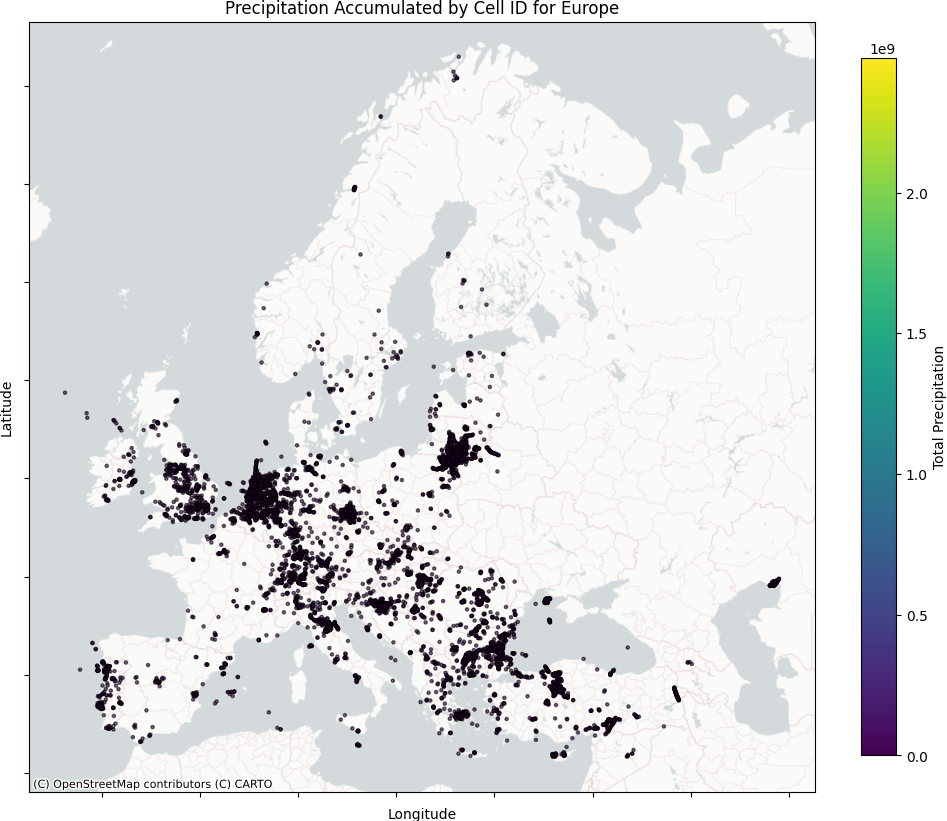 Precipitation Accumulated by Cell ID for Europe
1e9
2.0
1.5
1.0
0.5
0.0
Total Precipitation
Latitude
(C) OpenStreetMap contributors (C) CARTO
Longitude